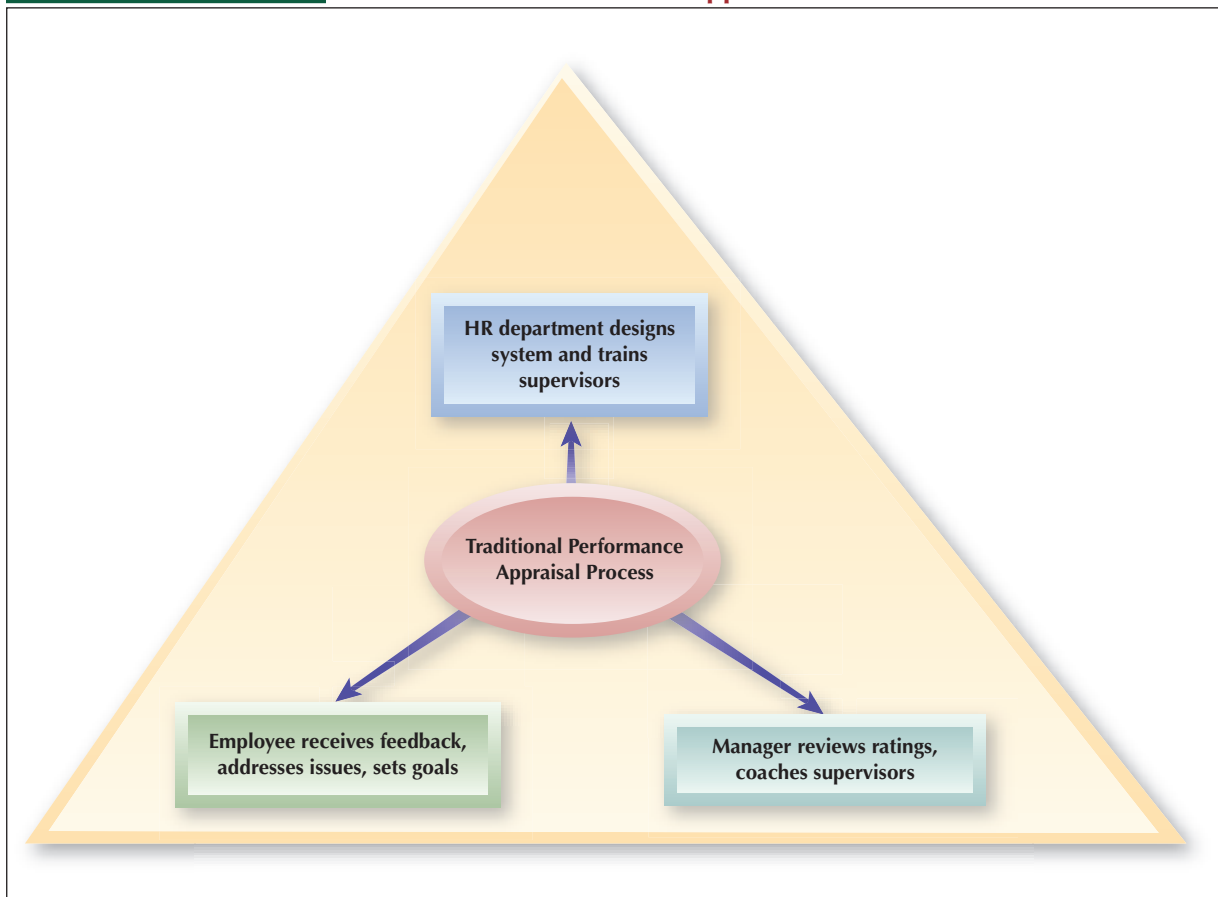 HR department designs
system and trains
supervisors
Traditional Performance
Appraisal Process
Employee receives feedback,
addresses issues, sets goals
Manager reviews ratings,
coaches supervisors